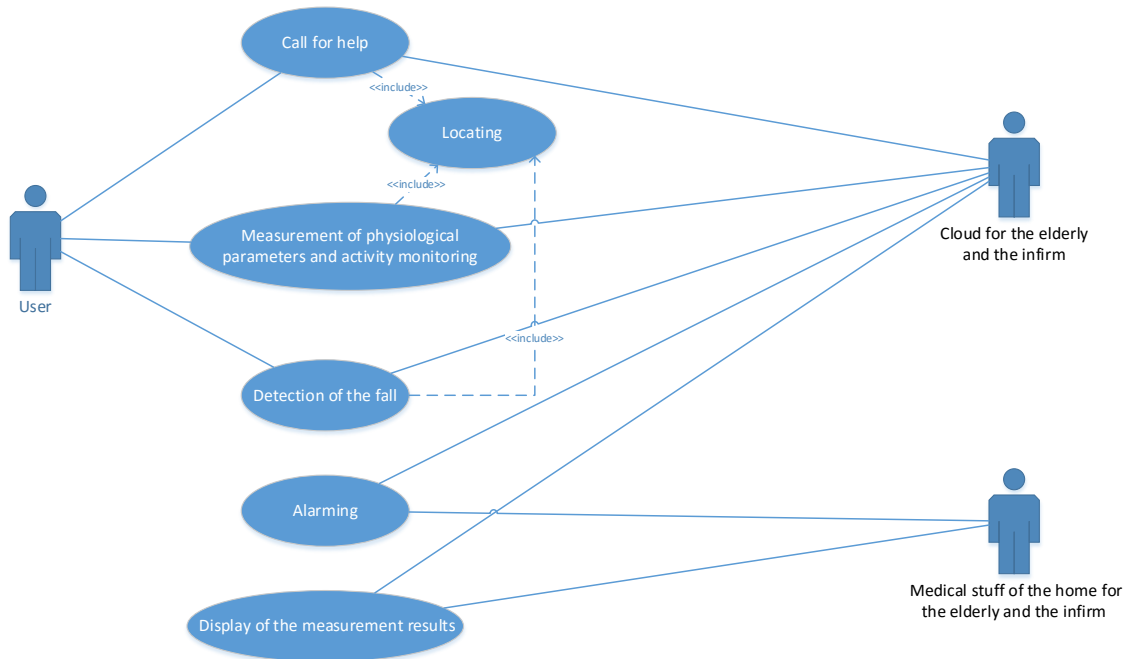 Call for help
<<include>>
Locating
<<include>>
Measurement of physiological
parameters and activity monitoring
User
Cloud for the elderly
and the infirm
<<include>>
Detection of the fall
Alarming
Medical stuff of the home for
the elderly and the infirm
Display of the measurement results